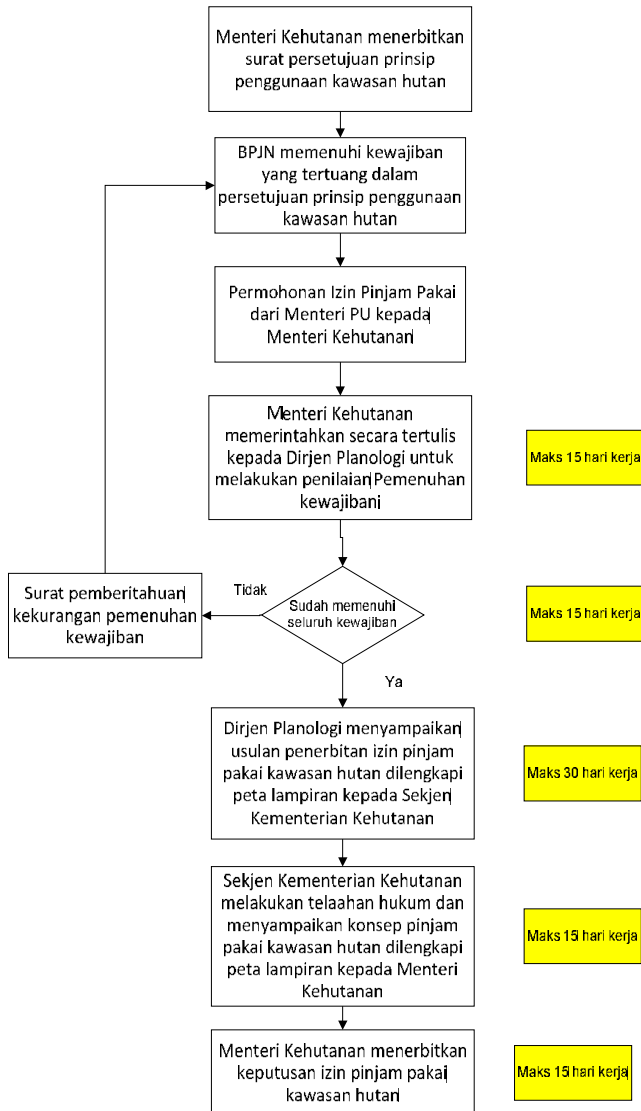 Menteri Kehutanan menerbitkan
surat persetujuan prinsip
penggunaan kawasan hutan
BPJN memenuhi kewajiban
yang tertuang dalam
persetujuan prinsip penggunaan
kawasan hutan
Permohonan Izin Pinjam Pakai
dari Menteri PU kepada
Menteri Kehutanan
Menteri Kehutanan
memerintahkan secara tertulis
kepada Dirjen Planologi untuk
melakukan penilaian Pemenuhan
kewajiban
Maks 15 hari kerja
Surat pemberitahuan
kekurangan pemenuhan
kewajiban
Tidak
Sudah memenuhi
seluruh kewajiban
Maks 15 hari kerja
Ya
Dirjen Planologi menyampaikan
usulan penerbitan izin pinjam
pakai kawasan hutan dilengkapi
peta lampiran kepada Sekjen
Kementerian Kehutanan
Maks 30 hari kerja
Sekjen Kementerian Kehutanan
melakukan telaahan hukum dan
menyampaikan konsep pinjam
pakai kawasan hutan dilengkapi
peta lampiran kepada Menteri
Kehutanan
Maks 15 hari kerja
Menteri Kehutanan menerbitkan
keputusan izin pinjam pakai
kawasan hutan
Maks 15 hari kerja